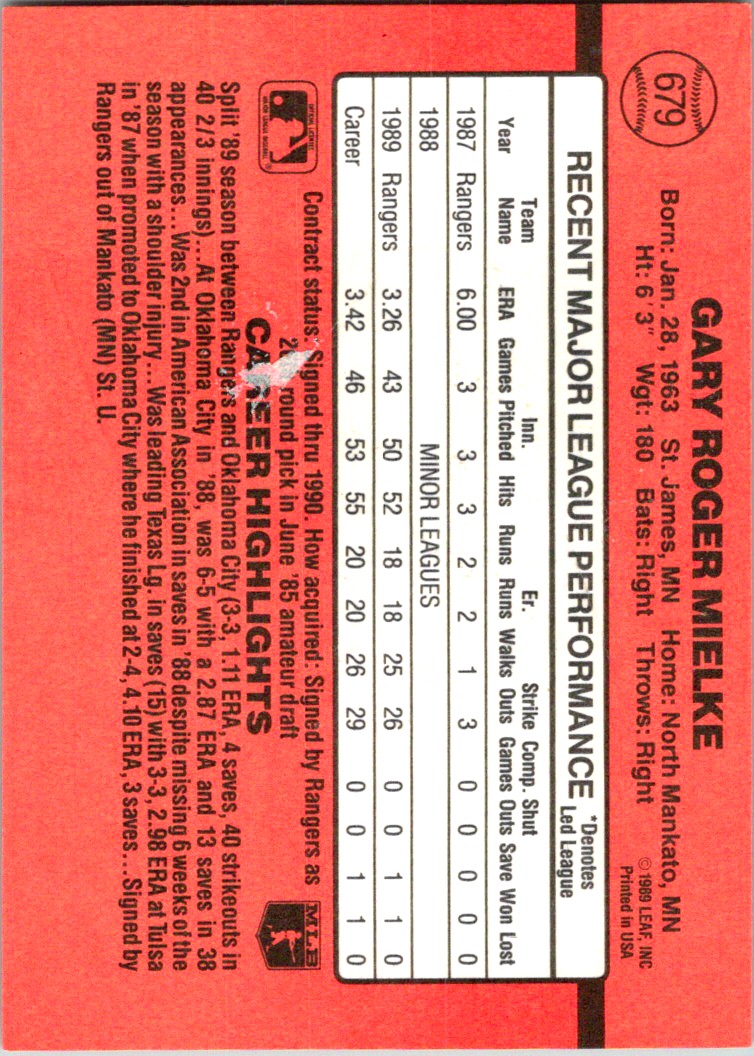 679
GARY ROGER MIELKE
Born: Jan. 28, 1963 St. James, MN Home: North Mankato, MN
Ht: 6'3" Wgt: 180 Bats: Right Throws: Right
© 1989 LEAF, INC
Printed in USA
RECENT MAJOR LEAGUE PERFORMANCE *Denotes Led League
Year Team Name ERA Games Inn. Pitched Hits Runs Er. Runs Walks Strike Outs Comp. Games Shut Outs Save Won Lost
1987 Rangers 6.00 3 3 3 2 2 1 3 0 0 0 0 0
1988 MINOR LEAGUES
1989 Rangers 3.26 43 50 52 18 18 25 26 0 0 1 1 0
Career 3.42 46 53 55 20 20 26 29 0 0 1 1 0
OFFICIAL LICENSEE
MAJOR LEAGUE BASEBALL
Contract status: Signed thru 1990. How acquired: Signed by Rangers as
round pick in June '85 amateur draft
MLB
CAREER HIGHLIGHTS
Split '89 season between Rangers and Oklahoma City (3-3, 1.11 ERA, 4 saves, 40 strikeouts in
40 2/3 innings)...At Oklahoma City in '88, was 6-5 with a 2.87 ERA and 13 saves in 38
appearances...Was 2nd in American Association in saves in '88 despite missing 6 weeks of the
season with a shoulder injury...Was leading Texas Lg. in saves (15) with 3-3, 2.98 ERA at Tulsa
in '87 when promoted to Oklahoma City where he finished at 2-4, 4.10 ERA, 3 saves...Signed by
Rangers out of Mankato (MN) St. U.